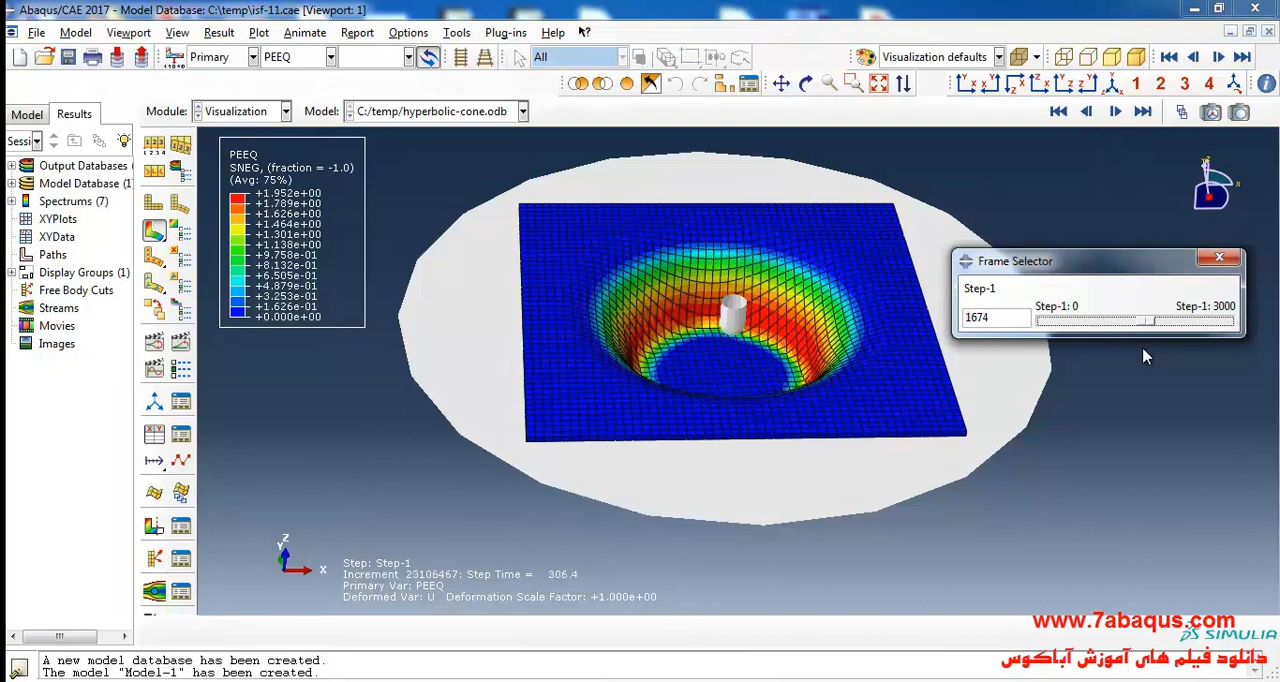 Abaqus/CAE 2017 - Model Database: C:\temp\isf-11.cae [Viewport: 1]
File Model Viewport View Result Plot Animate Report Options Tools Plug-ins Help
Primary PEEQ All Visualization defaults
1 2 3 4
Model Results Module: Visualization Model: C:/temp/hyperbolic-cone.odb
Sessi
Output Databases
Model Database (1
Spectrums (7)
XYPlots
XYData
Paths
Display Groups (1)
Free Body Cuts
Streams
Movies
Images
PEEQ
SNEG, (fraction = -1.0)
(Avg: 75%)
+1.952e+00
+1.789e+00
+1.626e+00
+1.464e+00
+1.301e+00
+1.138e+00
+9.758e-01
+8.132e-01
+6.505e-01
+4.879e-01
+3.253e-01
+1.626e-01
+0.000e+00
Frame Selector
Step-1
Step-1: 0 Step-1: 3000
1674
Z
Y
X
Step: Step-1
Increment 23106467: Step Time = 306.4
Primary Var: PEEQ
Deformed Var: U Deformation Scale Factor: +1.000e+00
www.7abaqus.com
SIMULIA
دانلود فیلم های آموزش آباکوس
A new model database has been created.
The model "Model-1" has been created.